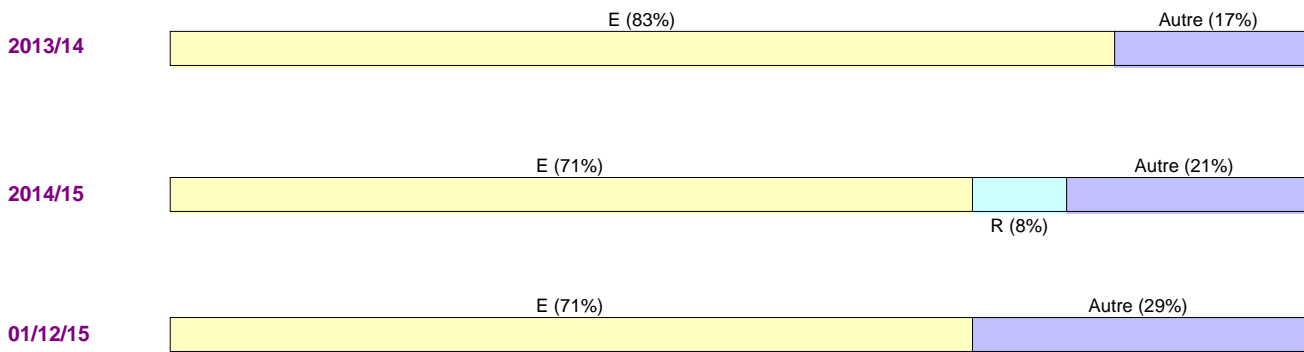 E (83%) Autre (17%)
2013/14
E (71%) Autre (21%)
2014/15
R (8%)
E (71%) Autre (29%)
01/12/15